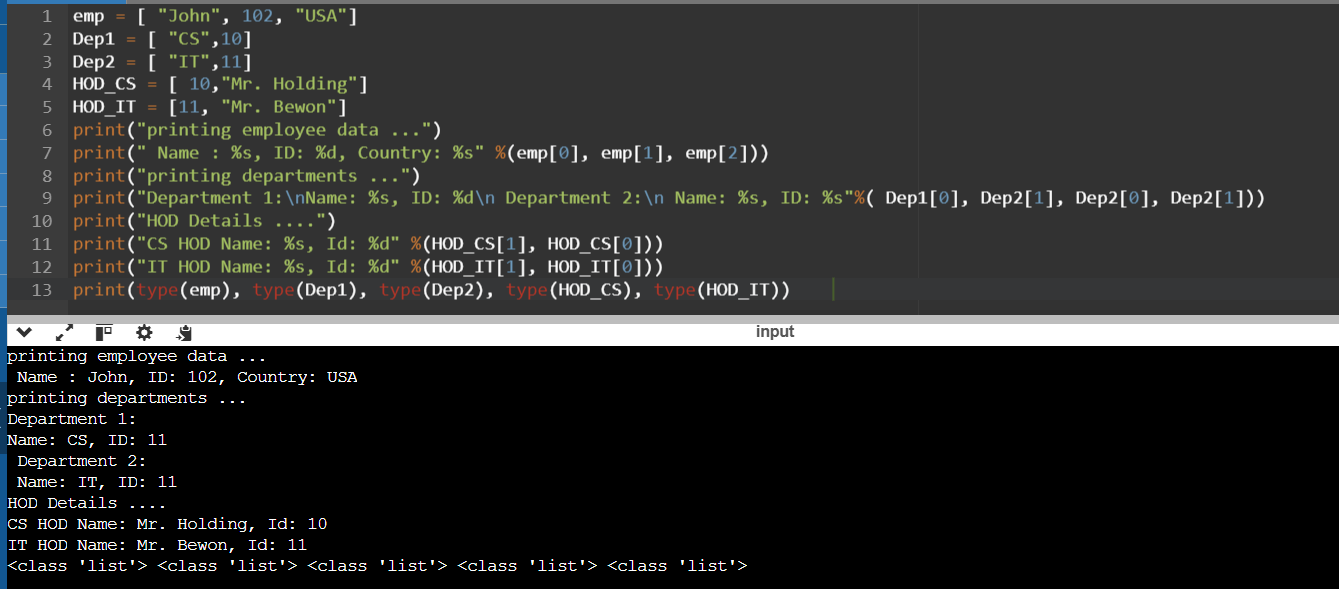 1 emp = [ "John", 102, "USA"]
2 Dep1 = [ "CS",10]
3 Dep2 = [ "IT",11]
4 HOD_CS = [ 10,"Mr. Holding"]
5 HOD_IT = [11, "Mr. Bewon"]
6 print("printing employee data ...")
7 print(" Name : %s, ID: %d, Country: %s" %(emp[0], emp[1], emp[2]))
8 print("printing departments ...")
9 print("Department 1:\nName: %s, ID: %d\n Department 2:\n Name: %s, ID: %s"%( Dep1[0], Dep2[1], Dep2[0], Dep2[1]))
10 print("HOD Details ....")
11 print("CS HOD Name: %s, Id: %d" %(HOD_CS[1], HOD_CS[0]))
12 print("IT HOD Name: %s, Id: %d" %(HOD_IT[1], HOD_IT[0]))
13 print(type(emp), type(Dep1), type(Dep2), type(HOD_CS), type(HOD_IT))
input
printing employee data ...
 Name : John, ID: 102, Country: USA
printing departments ...
Department 1:
Name: CS, ID: 11
 Department 2:
 Name: IT, ID: 11
HOD Details ....
CS HOD Name: Mr. Holding, Id: 10
IT HOD Name: Mr. Bewon, Id: 11
<class 'list'> <class 'list'> <class 'list'> <class 'list'> <class 'list'>